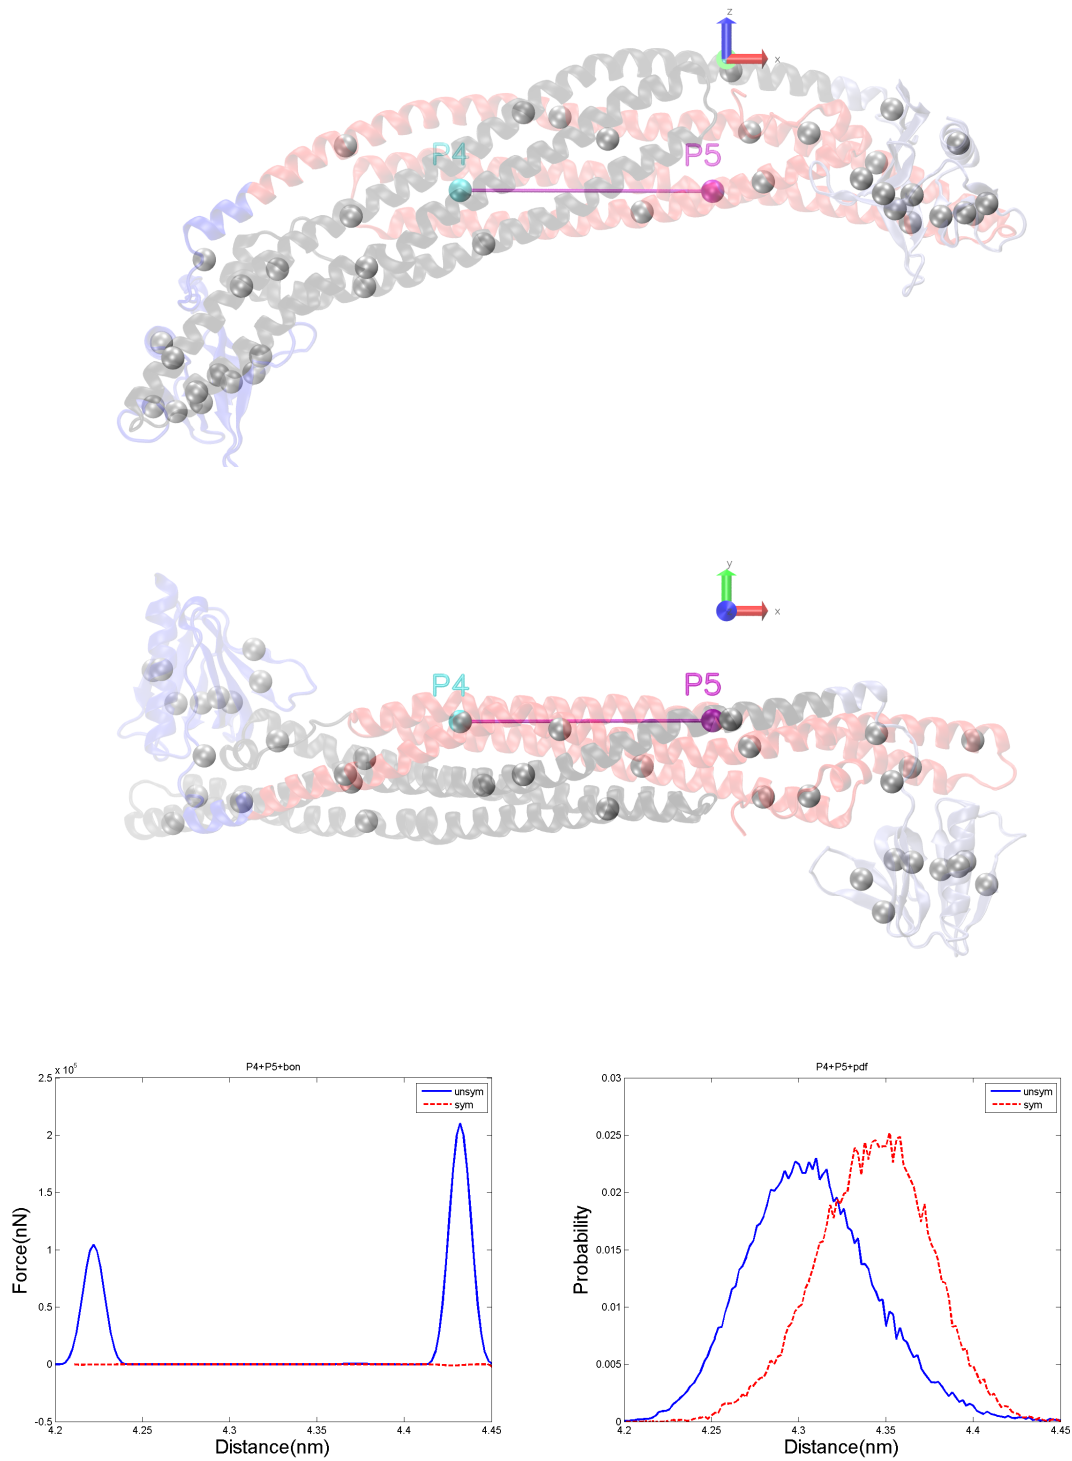 z
x
P4
P5
y
x
P4
P5
P4+P5+bon
x 10^5
2.5
2
1.5
1
0.5
0
-0.5
Force(nN)
unsym
sym
4.2 4.25 4.3 4.35 4.4 4.45
Distance(nm)
P4+P5+pdf
0.03
0.025
0.02
0.015
0.01
0.005
0
Probability
unsym
sym
4.2 4.25 4.3 4.35 4.4 4.45
Distance(nm)